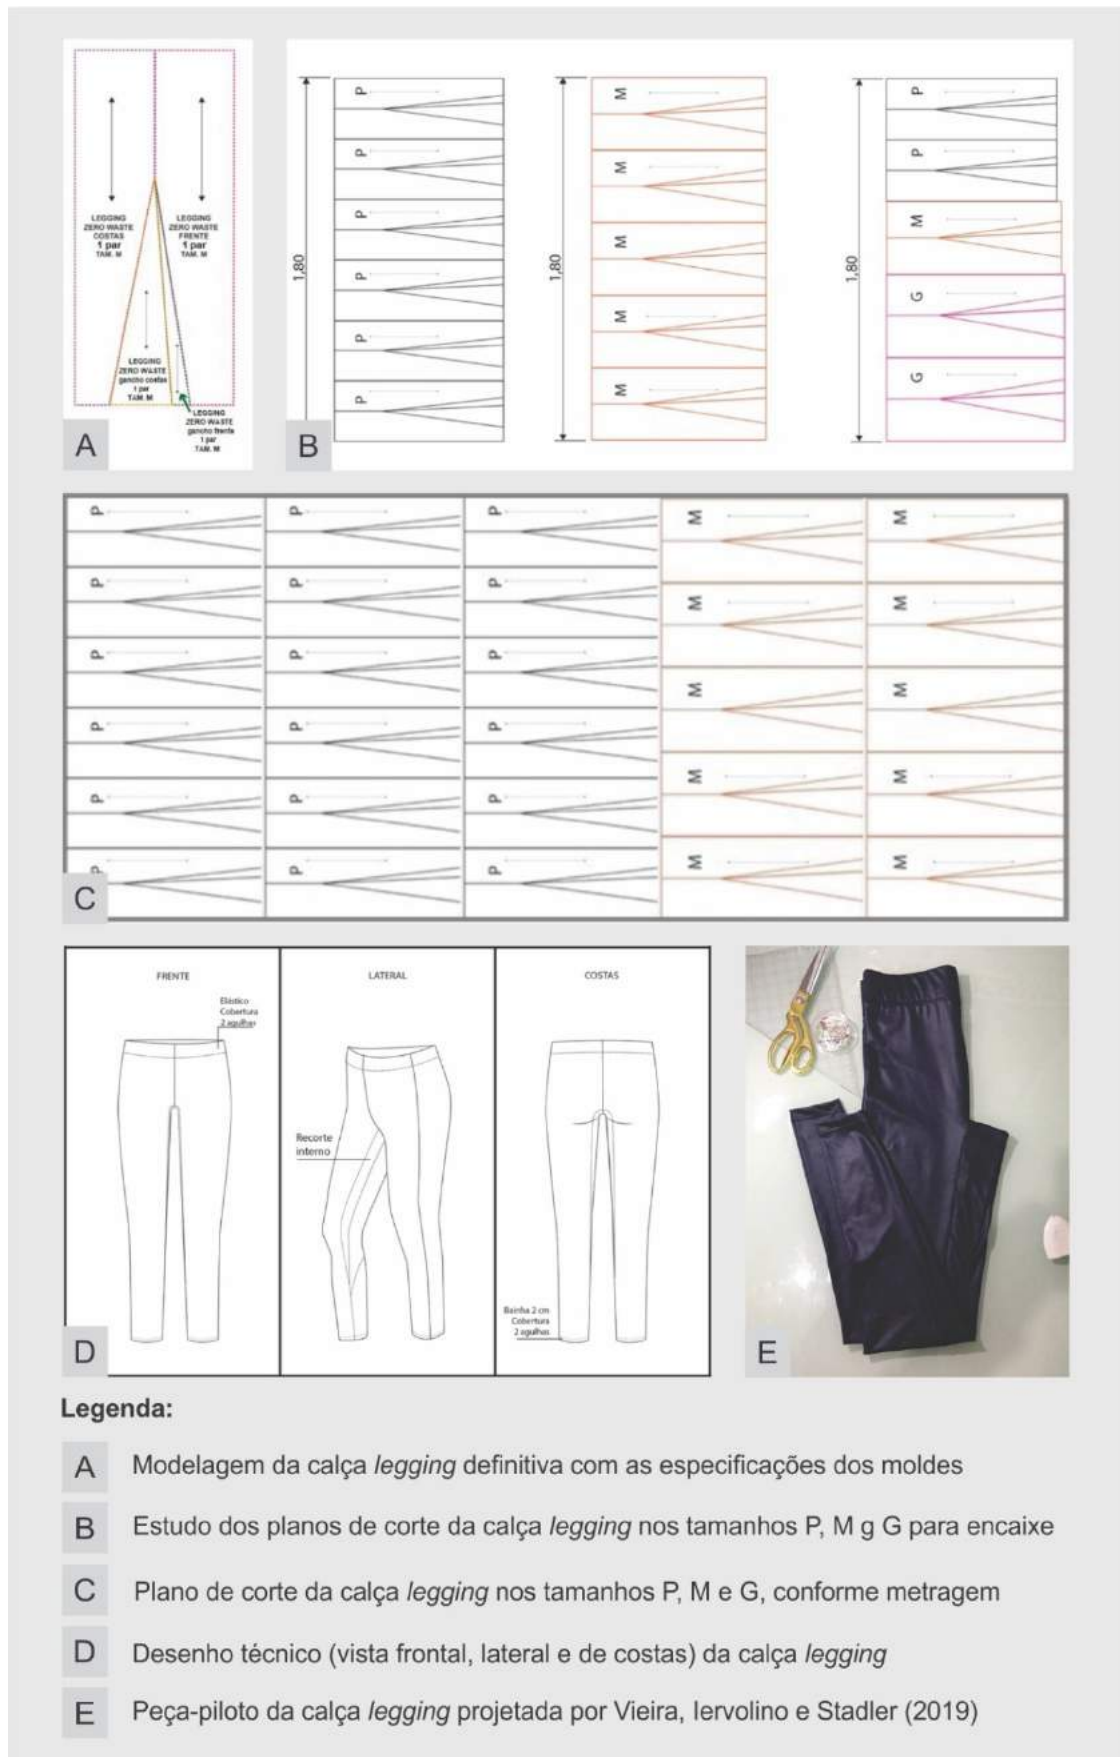 LEGGING
ZERO WASTE
COSTAS
1 par
TAM. M
LEGGING
ZERO WASTE
FRENTE
1 par
TAM. M
LEGGING
ZERO WASTE
gancho costas
1 par
TAM. M
LEGGING
ZERO WASTE
gancho frente
1 par
TAM. M
A
1,80
P
P
P
P
P
P
1,80
M
M
M
M
M
1,80
P
P
M
G
G
B
P P P M M
P P P M M
P P P M M
P P P M M
P P P M M
P P P
C
FRENTE
Elástico
Cobertura
2 agulhas
LATERAL
Recorte
interno
COSTAS
Bainha 2 cm
Cobertura
2 agulhas
D
E
Legenda:
A Modelagem da calça legging definitiva com as especificações dos moldes
B Estudo dos planos de corte da calça legging nos tamanhos P, M g G para encaixe
C Plano de corte da calça legging nos tamanhos P, M e G, conforme metragem
D Desenho técnico (vista frontal, lateral e de costas) da calça legging
E Peça-piloto da calça legging projetada por Vieira, Iervolino e Stadler (2019)